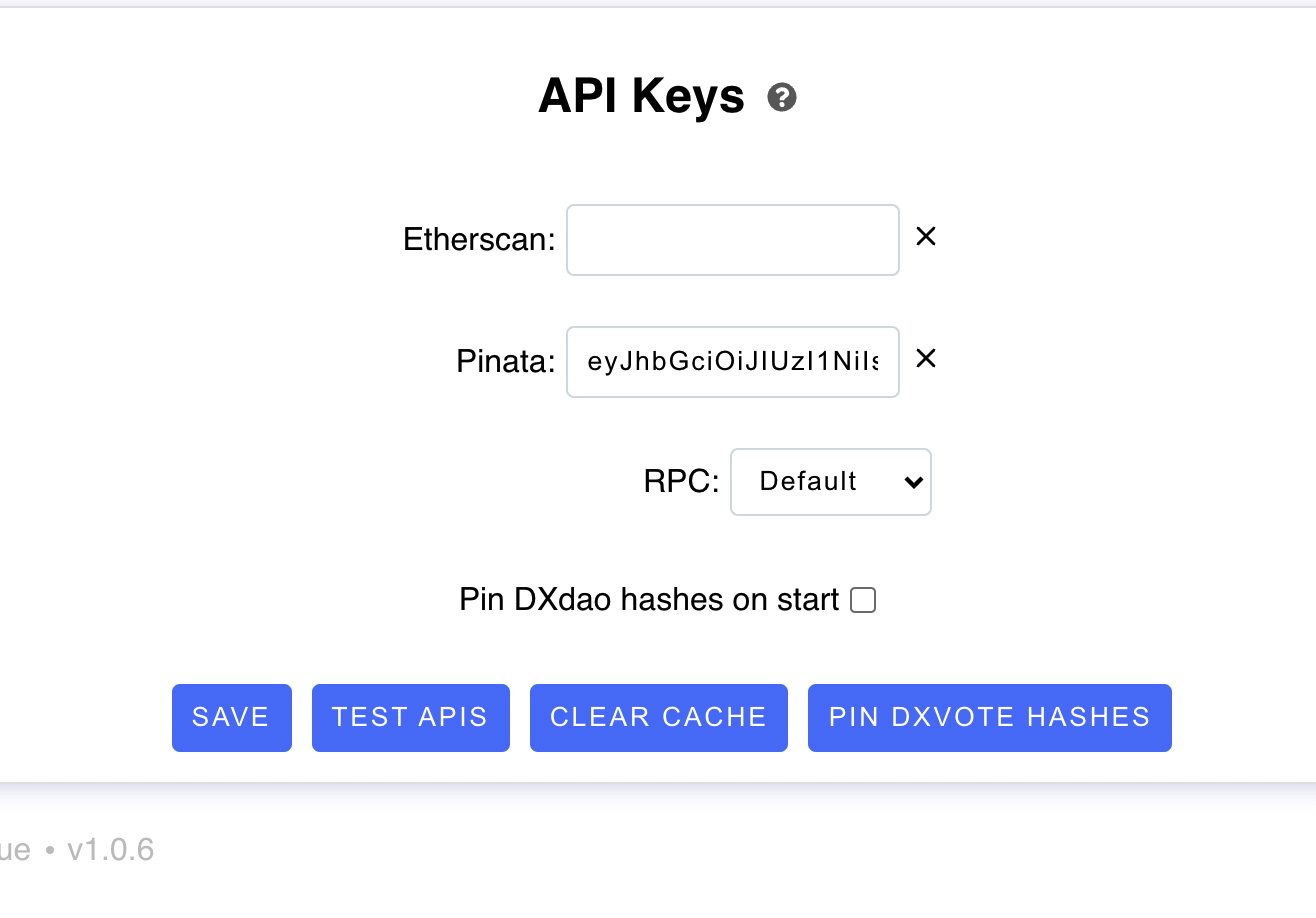 API Keys
Etherscan:
Pinata: eyJhbGciOiJIUzI1NiIs
RPC: Default
Pin DXdao hashes on start
SAVE TEST APIS CLEAR CACHE PIN DXVOTE HASHES
ue • v1.0.6